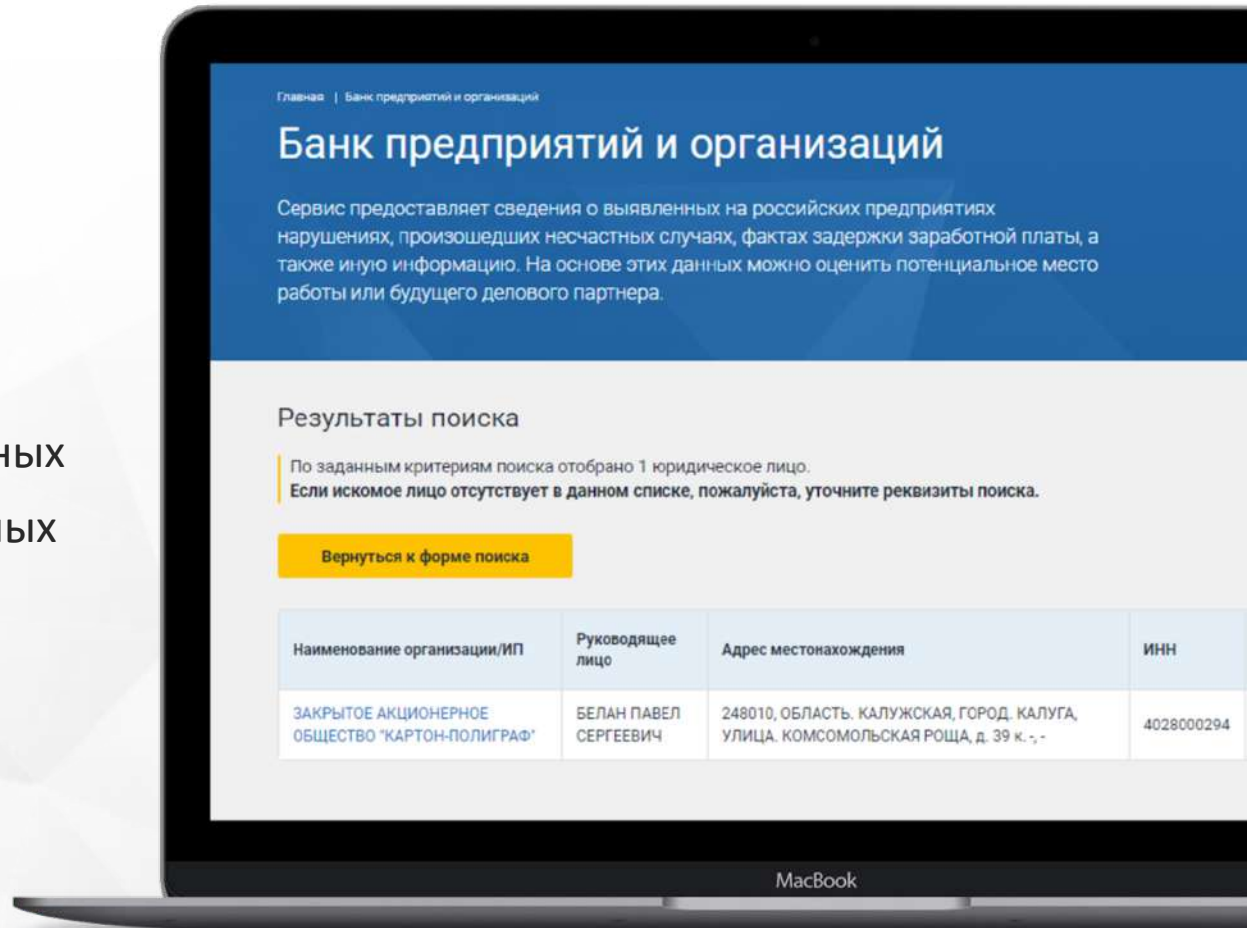 Главная | Банк предприятий и организаций
Банк предприятий и организаций
Сервис предоставляет сведения о выявленных на российских предприятиях
нарушениях, произошедших несчастных случаях, фактах задержки заработной платы, а
также иную информацию. На основе этих данных можно оценить потенциальное место
работы или будущего делового партнера.
Результаты поиска
По заданным критериям поиска отобрано 1 юридическое лицо.
Если искомое лицо отсутствует в данном списке, пожалуйста, уточните реквизиты поиска.
Вернуться к форме поиска
Наименование организации/ИП
Руководящее
лицо
Адрес местонахождения
ИНН
ЗАКРЫТОЕ АКЦИОНЕРНОЕ
ОБЩЕСТВО "КАРТОН-ПОЛИГРАФ"
БЕЛАН ПАВЕЛ
СЕРГЕЕВИЧ
248010, ОБЛАСТЬ. КАЛУЖСКАЯ, ГОРОД. КАЛУГА,
УЛИЦА. КОМСОМОЛЬСКАЯ РОЩА, д. 39 к. -, -
4028000294
MacBook